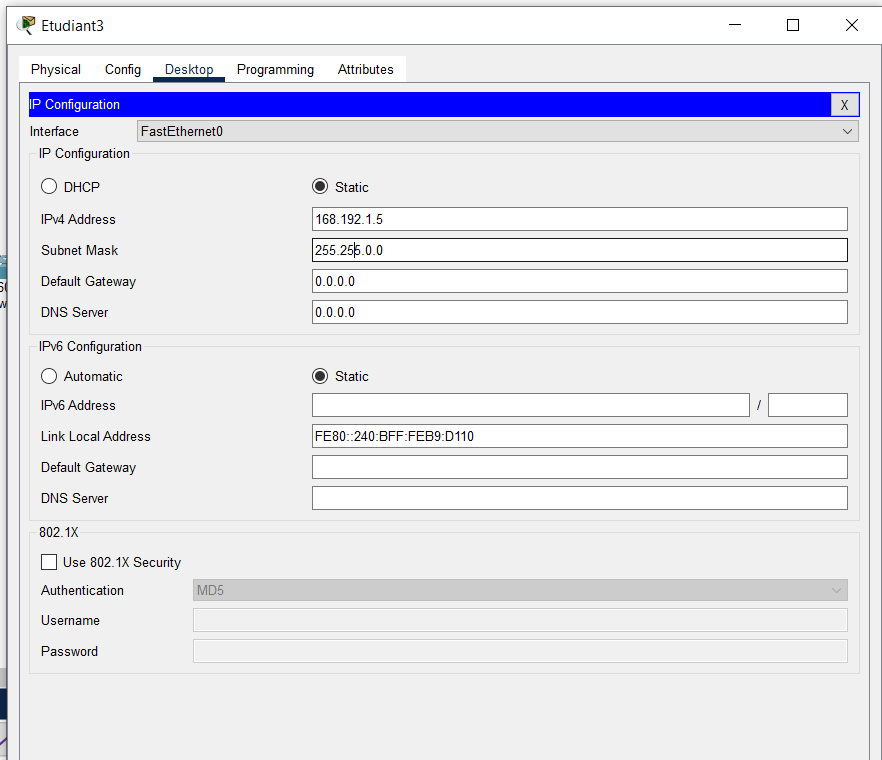 Etudiant3
Physical Config Desktop Programming Attributes
IP Configuration X
Interface FastEthernet0
IP Configuration
DHCP Static
IPv4 Address 168.192.1.5
Subnet Mask 255.255.0.0
Default Gateway 0.0.0.0
DNS Server 0.0.0.0
IPv6 Configuration
Automatic Static
IPv6 Address /
Link Local Address FE80::240:BFF:FEB9:D110
Default Gateway
DNS Server
802.1X
Use 802.1X Security
Authentication MD5
Username
Password